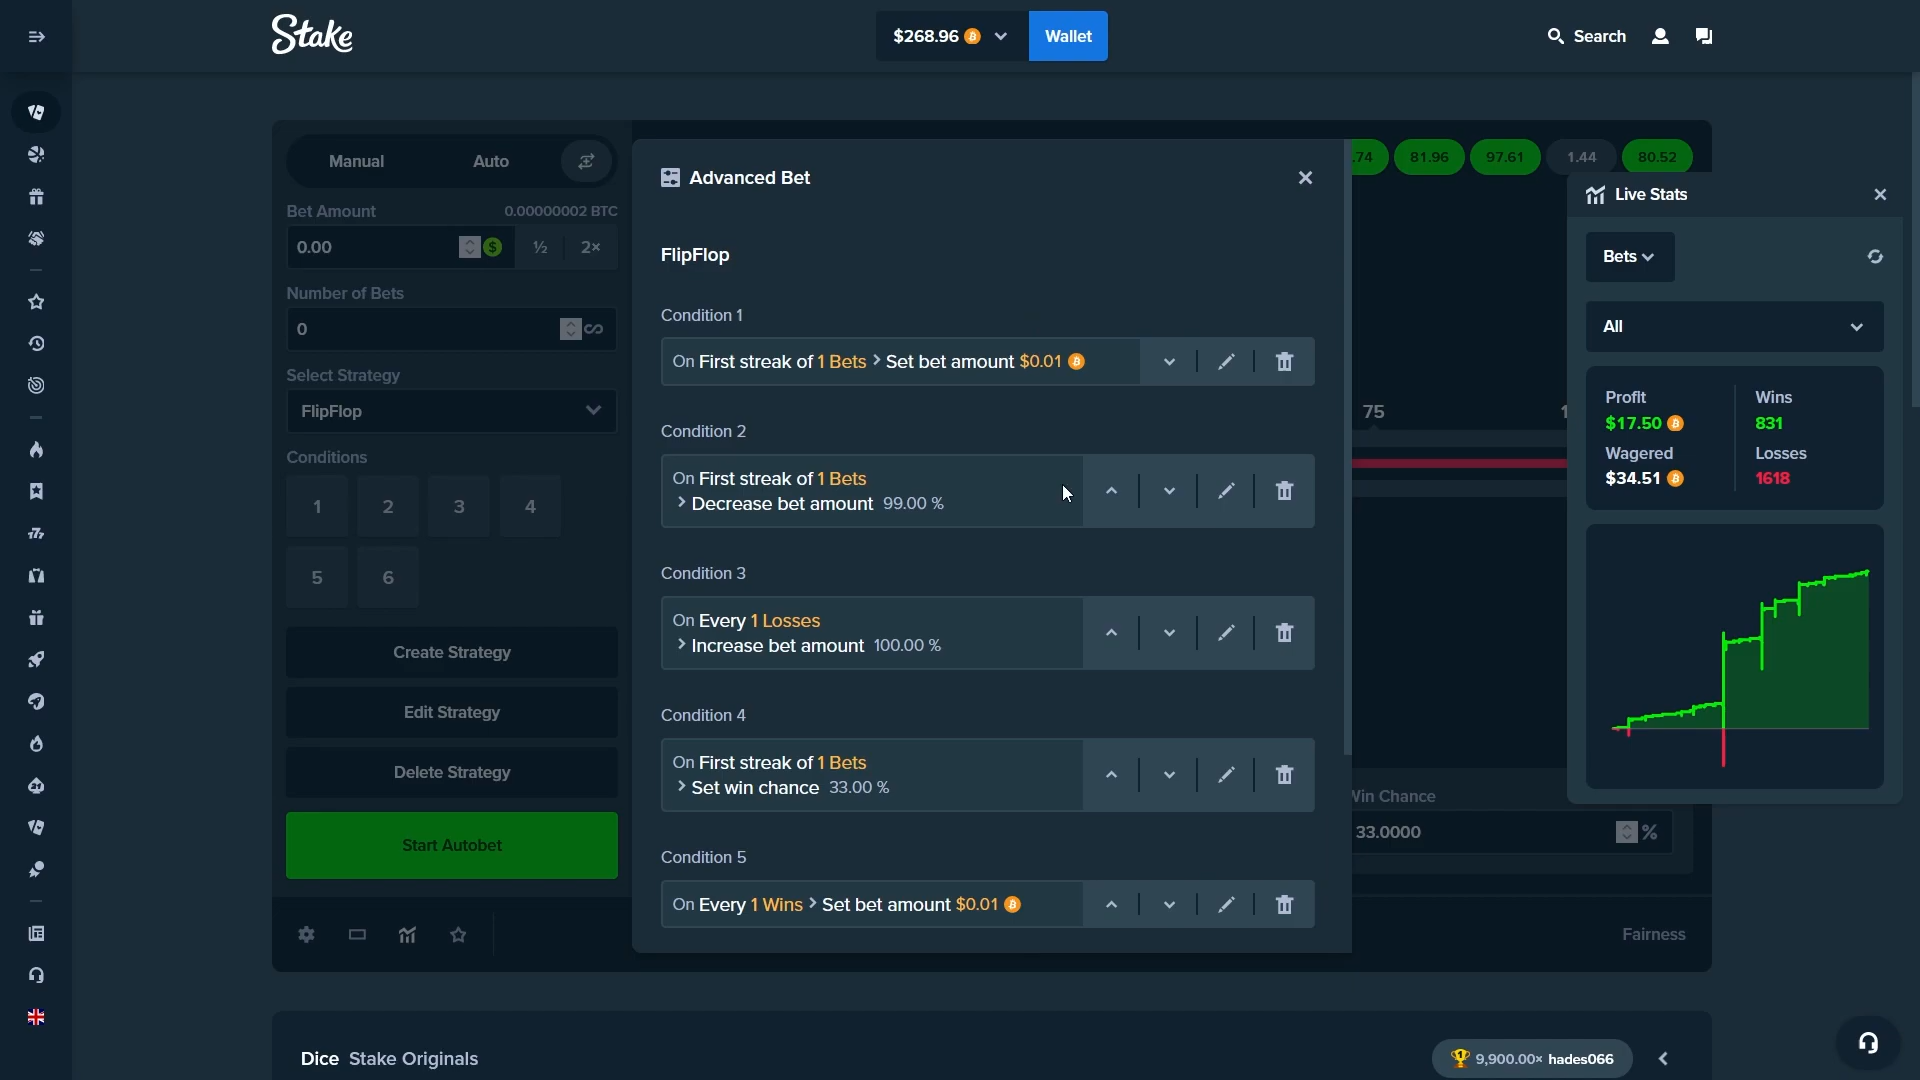 Stake
$268.96
Wallet
Search
Manual
Auto
.74
81.96
97.61
1.44
80.52
Advanced Bet
Live Stats
Bet Amount
0.00000002 BTC
0.00
½
2×
Bets
FlipFlop
Number of Bets
0
Condition 1
All
On First streak of 1 Bets > Set bet amount $0.01
Select Strategy
FlipFlop
Profit
$17.50
Wins
831
Wagered
$34.51
Losses
1618
75
1
Condition 2
On First streak of 1 Bets
> Decrease bet amount 99.00 %
Conditions
1
2
3
4
5
6
Condition 3
On Every 1 Losses
> Increase bet amount 100.00 %
Create Strategy
Edit Strategy
Delete Strategy
Start Autobet
Condition 4
On First streak of 1 Bets
> Set win chance 33.00 %
Win Chance
33.0000
%
Condition 5
On Every 1 Wins > Set bet amount $0.01
Fairness
Dice Stake Originals
9,900.00× hades066